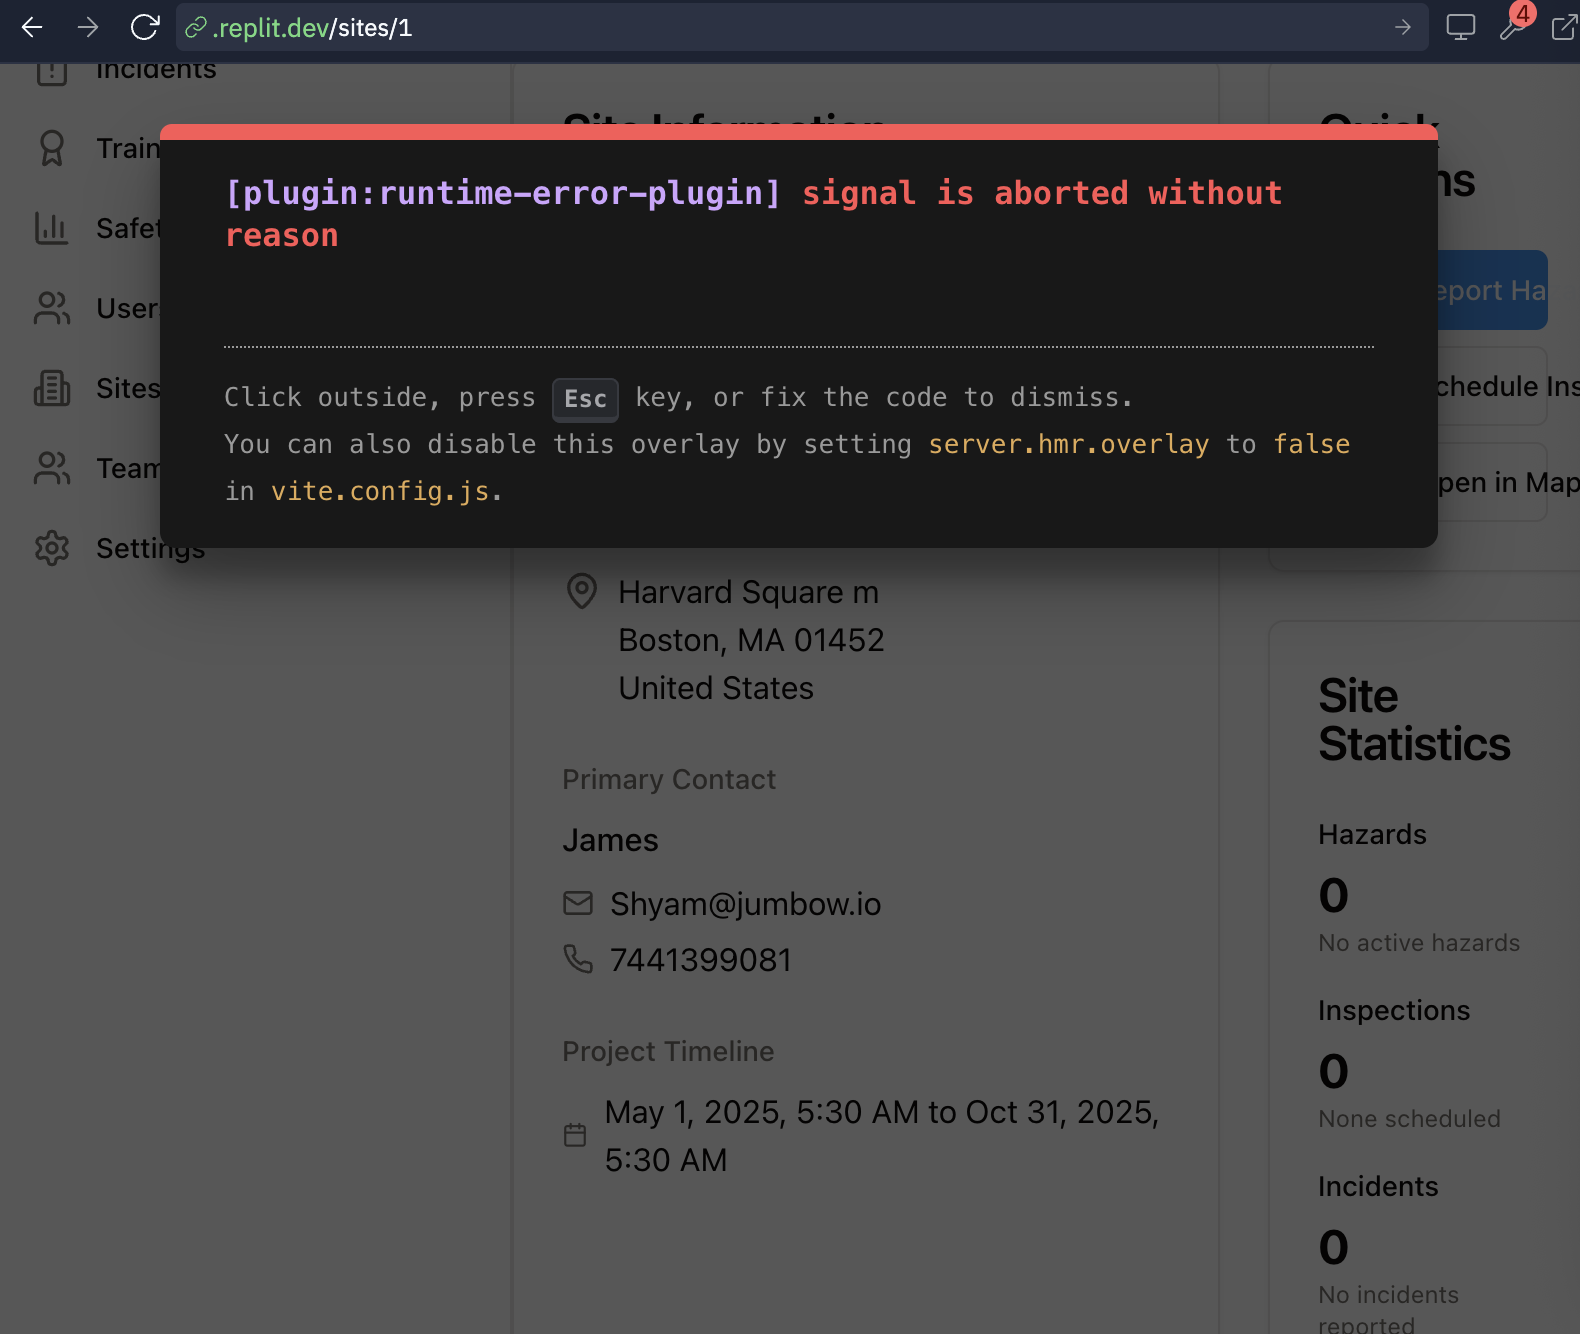 .replit.dev/sites/1
4
Incidents
Train
Safet
Users
Sites
Team
Settings
Site Information
[plugin:runtime-error-plugin] signal is aborted without
reason
Click outside, press Esc key, or fix the code to dismiss.
You can also disable this overlay by setting server.hmr.overlay to false
in vite.config.js.
Harvard Square m
Boston, MA 01452
United States
Primary Contact
James
Shyam@jumbow.io
7441399081
Project Timeline
May 1, 2025, 5:30 AM to Oct 31, 2025,
5:30 AM
Quick
ns
eport Ha
chedule Ins
pen in Map
Site
Statistics
Hazards
0
No active hazards
Inspections
0
None scheduled
Incidents
0
No incidents
reported